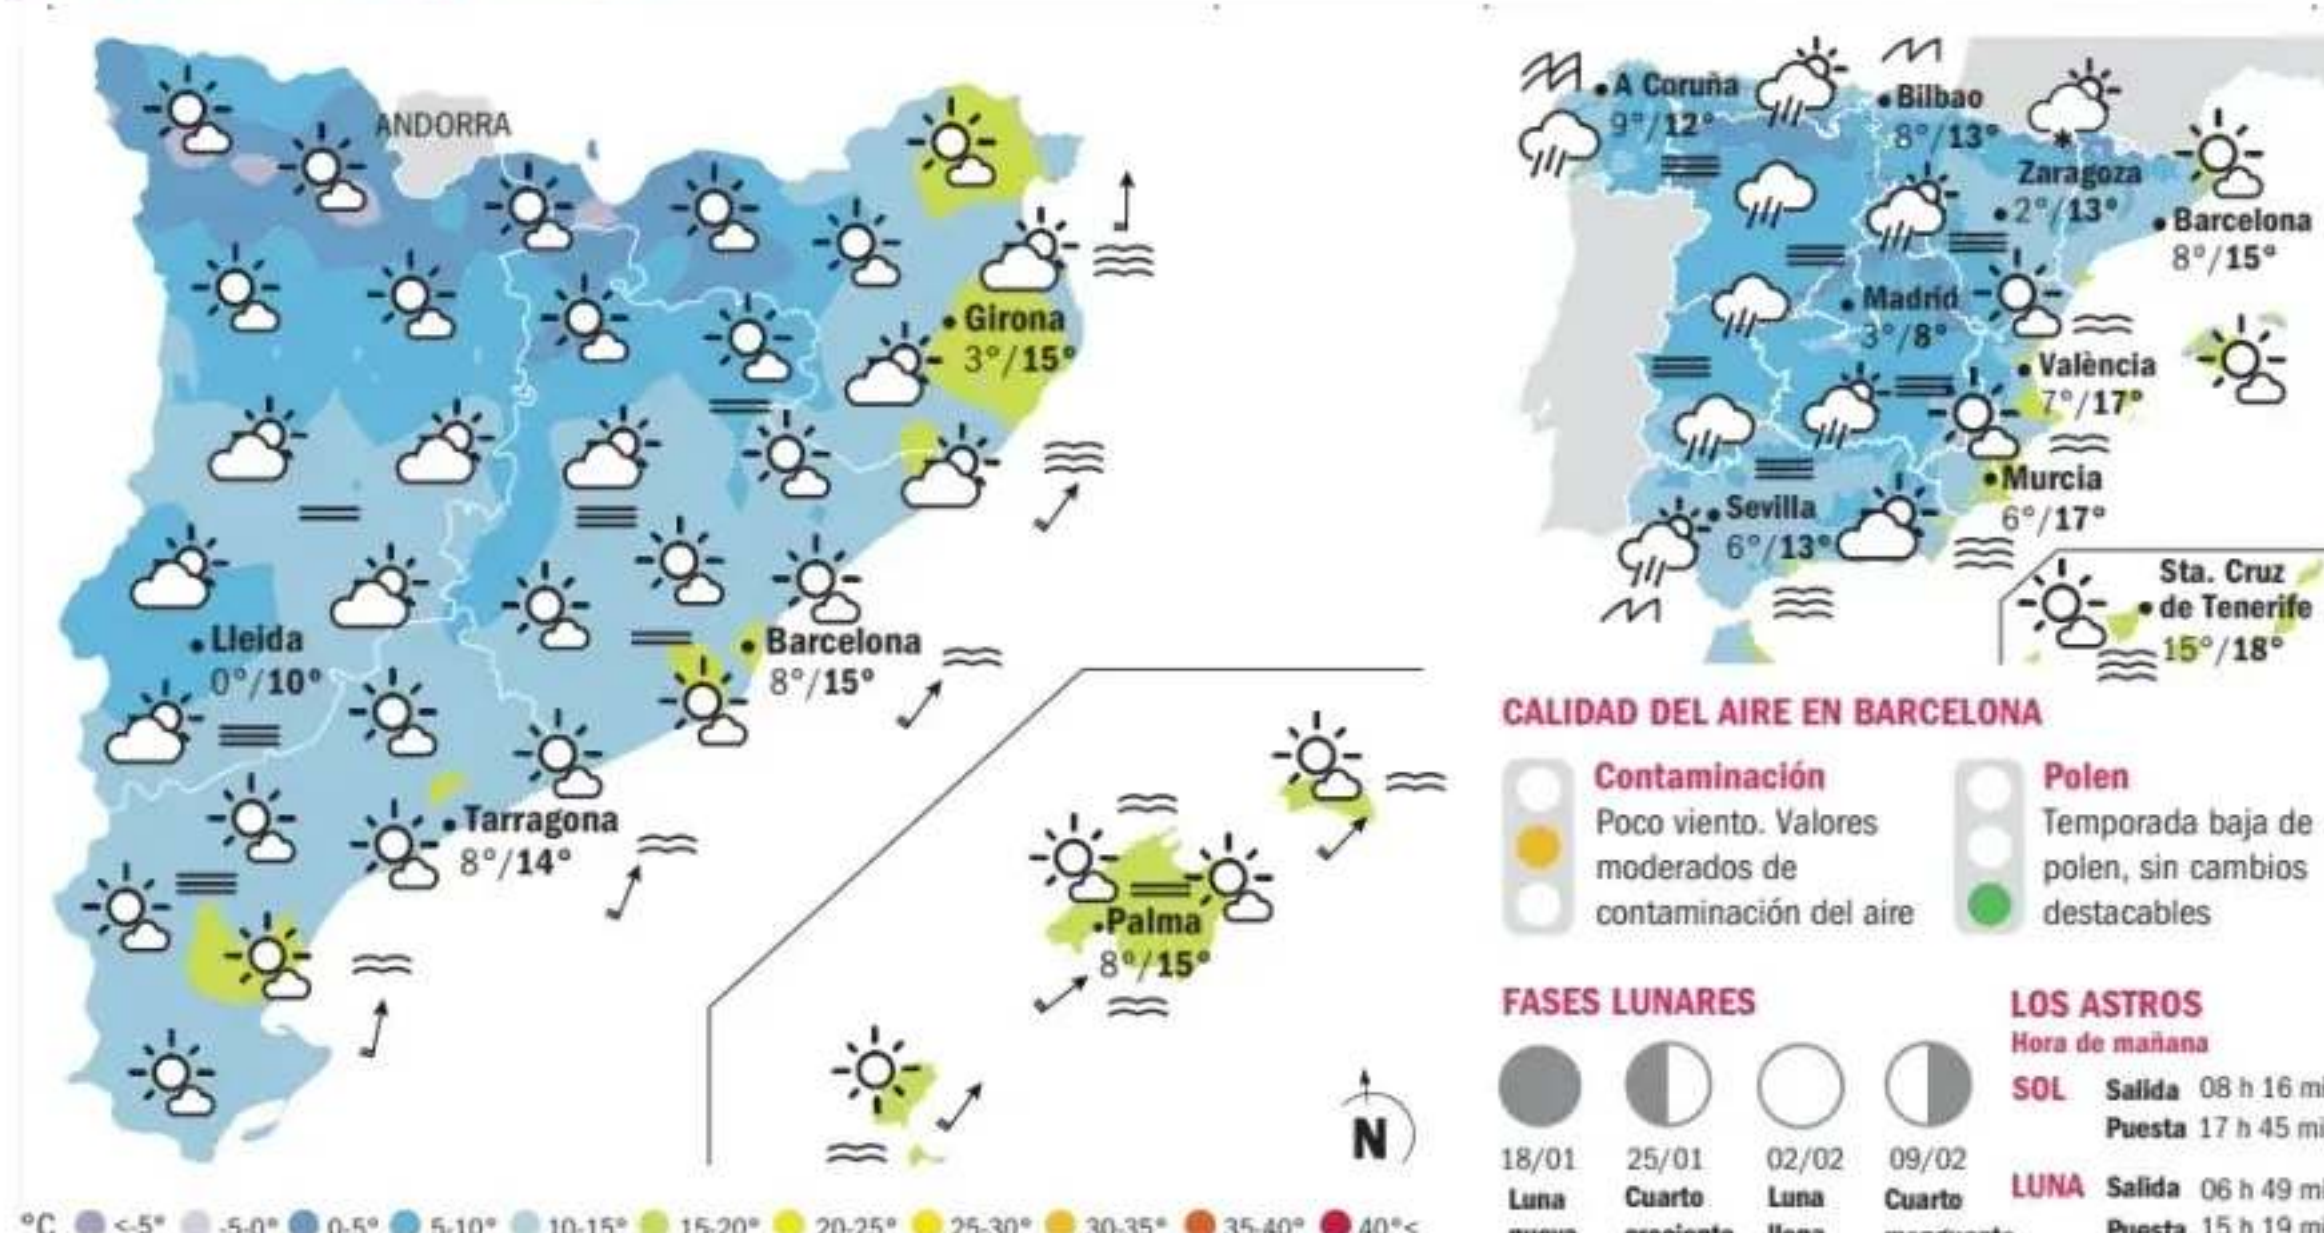 ANDORRA
Girona
3°/15°
Lleida
0°/10°
Barcelona
8°/15°
Tarragona
8°/14°
Palma
8°/15°
N
°C <-5° -5-0° 0-5° 5-10° 10-15° 15-20° 20-25° 25-30° 30-35° 35-40° 40°<
A Coruña
9°/12°
Bilbao
8°/13°
Zaragoza
2°/13°
Barcelona
8°/15°
Madrid
3°/8°
València
7°/17°
Murcia
6°/17°
Sevilla
6°/13°
Sta. Cruz
de Tenerife
15°/18°
CALIDAD DEL AIRE EN BARCELONA
Contaminación
Poco viento. Valores
moderados de
contaminación del aire
Polen
Temporada baja de
polen, sin cambios
destacables
FASES LUNARES
18/01 25/01 02/02 09/02
Luna Cuarto Luna Cuarto
LOS ASTROS
Hora de mañana
SOL Salida 08 h 16 mi
Puesta 17 h 45 mi
LUNA Salida 06 h 49 mi
Puesta 15 h 19 mi